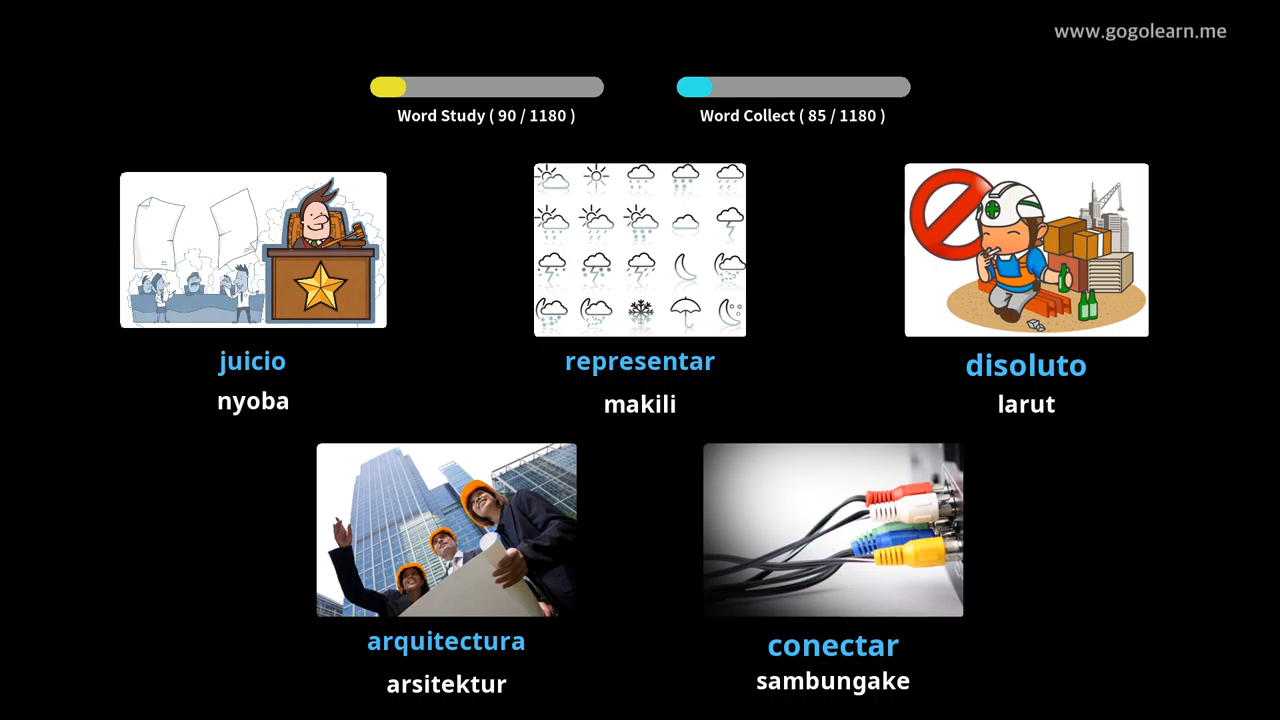 www.gogolearn.me
Word Study ( 90 / 1180 )
Word Collect ( 85 / 1180 )
juicio
nyoba
representar
makili
disoluto
larut
arquitectura
arsitektur
conectar
sambungake